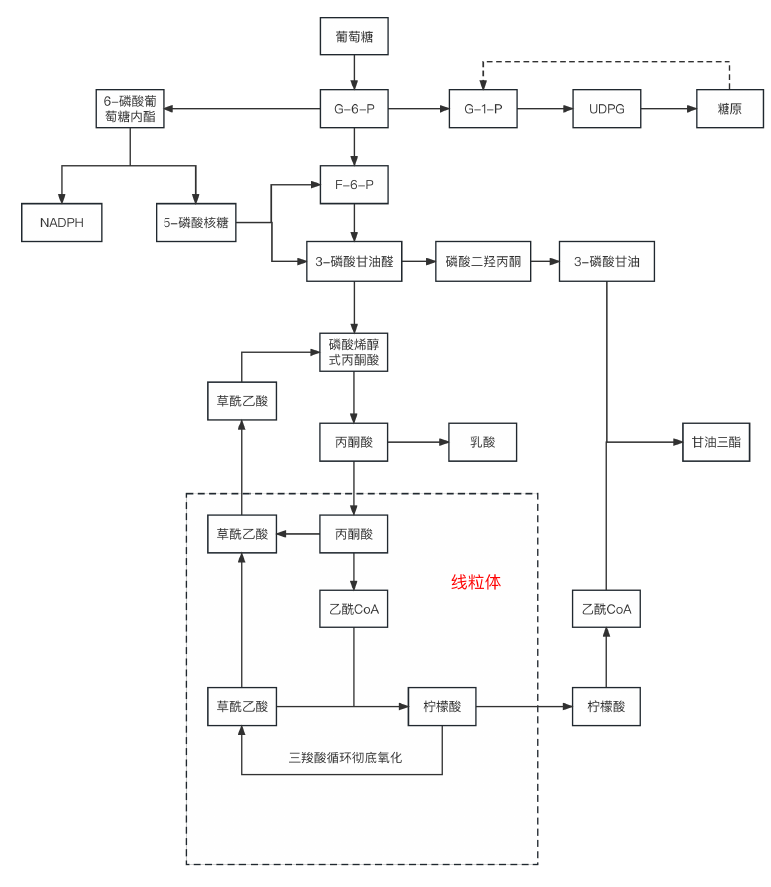 葡萄糖
6-磷酸葡
萄糖内酯
G-6-P
G-1-P
UDPG
糖原
F-6-P
NADPH
5-磷酸核糖
3-磷酸甘油醛
磷酸二羟丙酮
3-磷酸甘油
磷酸烯醇
式丙酮酸
草酰乙酸
丙酮酸
乳酸
甘油三酯
草酰乙酸
丙酮酸
线粒体
乙酰CoA
乙酰CoA
草酰乙酸
柠檬酸
柠檬酸
三羧酸循环彻底氧化